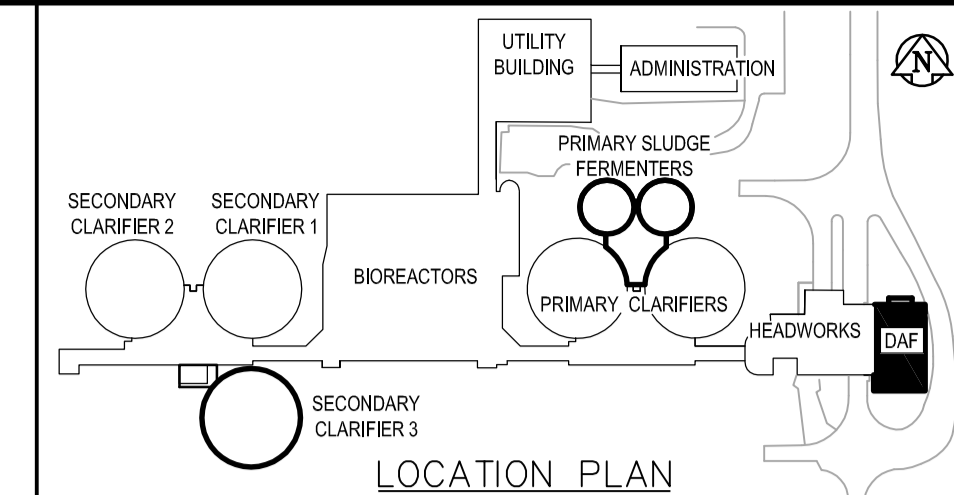 UTILITY
BUILDING
ADMINISTRATION
N
PRIMARY SLUDGE
FERMENTERS
SECONDARY
CLARIFIER 2
SECONDARY
CLARIFIER 1
BIOREACTORS
PRIMARY CLARIFIERS
HEADWORKS
DAF
SECONDARY
CLARIFIER 3
LOCATION PLAN